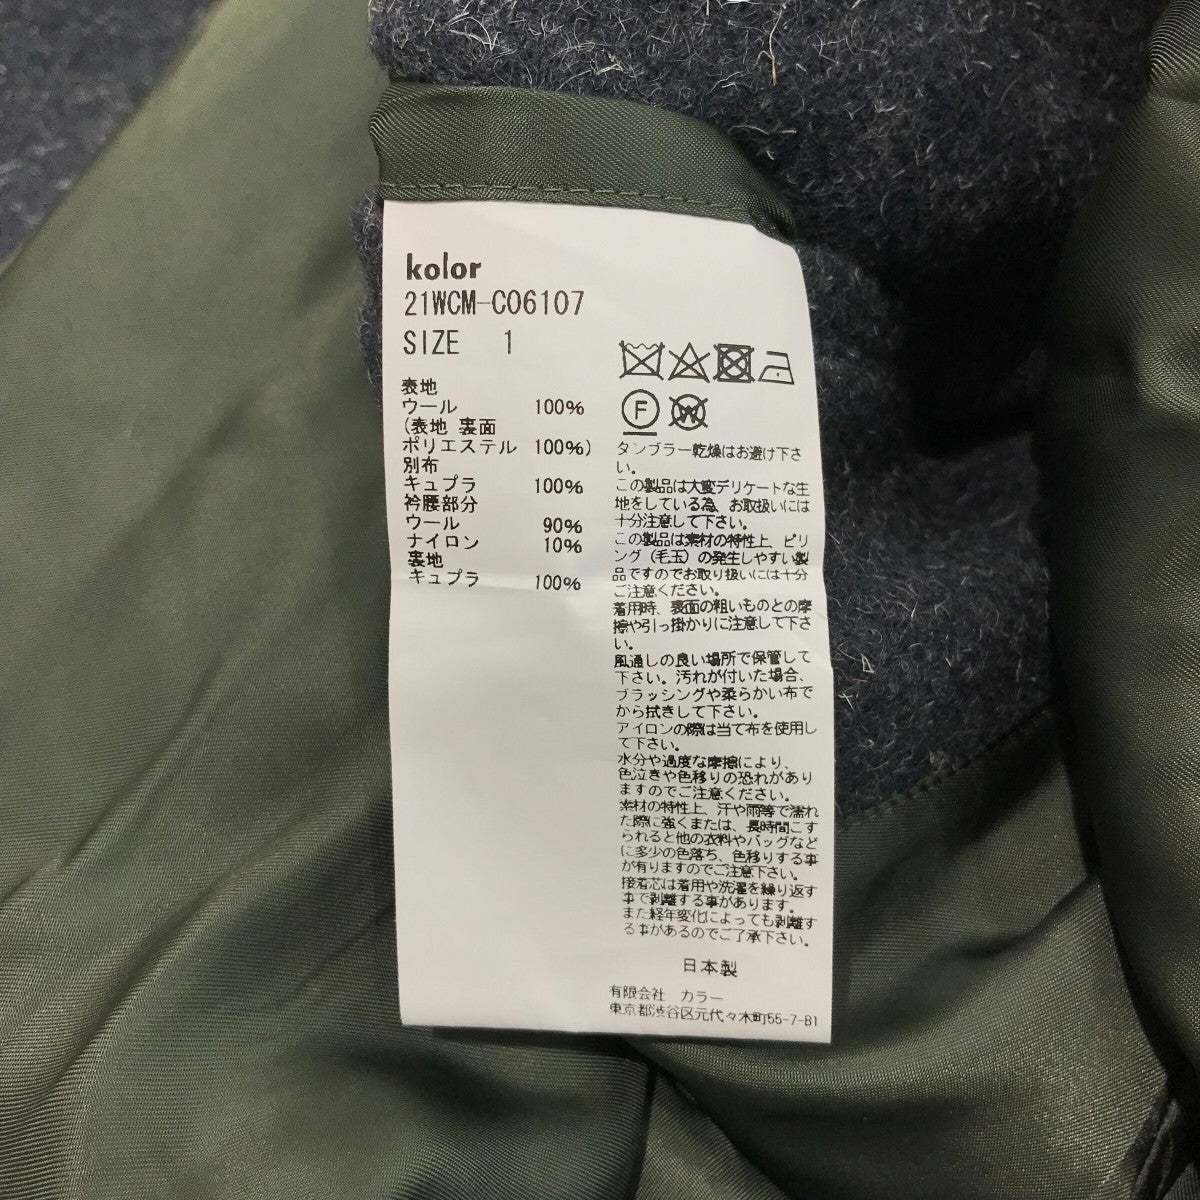 kolor
21WCM-C06107
SIZE 1
表地
ウール 100%
(表地 裏面
ポリエステル 100%)
別布
キュプラ 100%
衿腰部分
ウール 90%
ナイロン 10%
裏地
キュプラ 100%
F
W
タンブラー乾燥はお避け下さ
い。
この製品は大変デリケートな生
地をしている為、お取扱いには
十分注意して下さい。
この製品は素材の特性上、ピリ
ング(毛玉)の発生しやすい製
品ですのでお取り扱いには十分
ご注意ください。
着用時、表面の粗いものとの摩
擦や引っ掛かりに注意して下さ
い。
風通しの良い場所で保管して
下さい。汚れが付いた場合、
ブラッシングや柔らかい布で
から拭きして下さい。
アイロンの際は当て布を使用し
て下さい。
水分や過度な摩擦により、
色泣きや色移りの恐れがあり
ますのでご注意ください。
素材の特性上、汗や雨等で濡れ
た際に強くまたは、長時間こす
られると他の衣料やバッグなど
に多少の色落ち、色移りする事
が有りますのでご注意下さい。
接着芯は着用や洗濯を繰り返す
事で剥離する事があります。
また経年変化によっても剥離す
る事があるのでご了承下さい。
日本製
有限会社 カラー
東京都渋谷区元代々木町55-7-B1